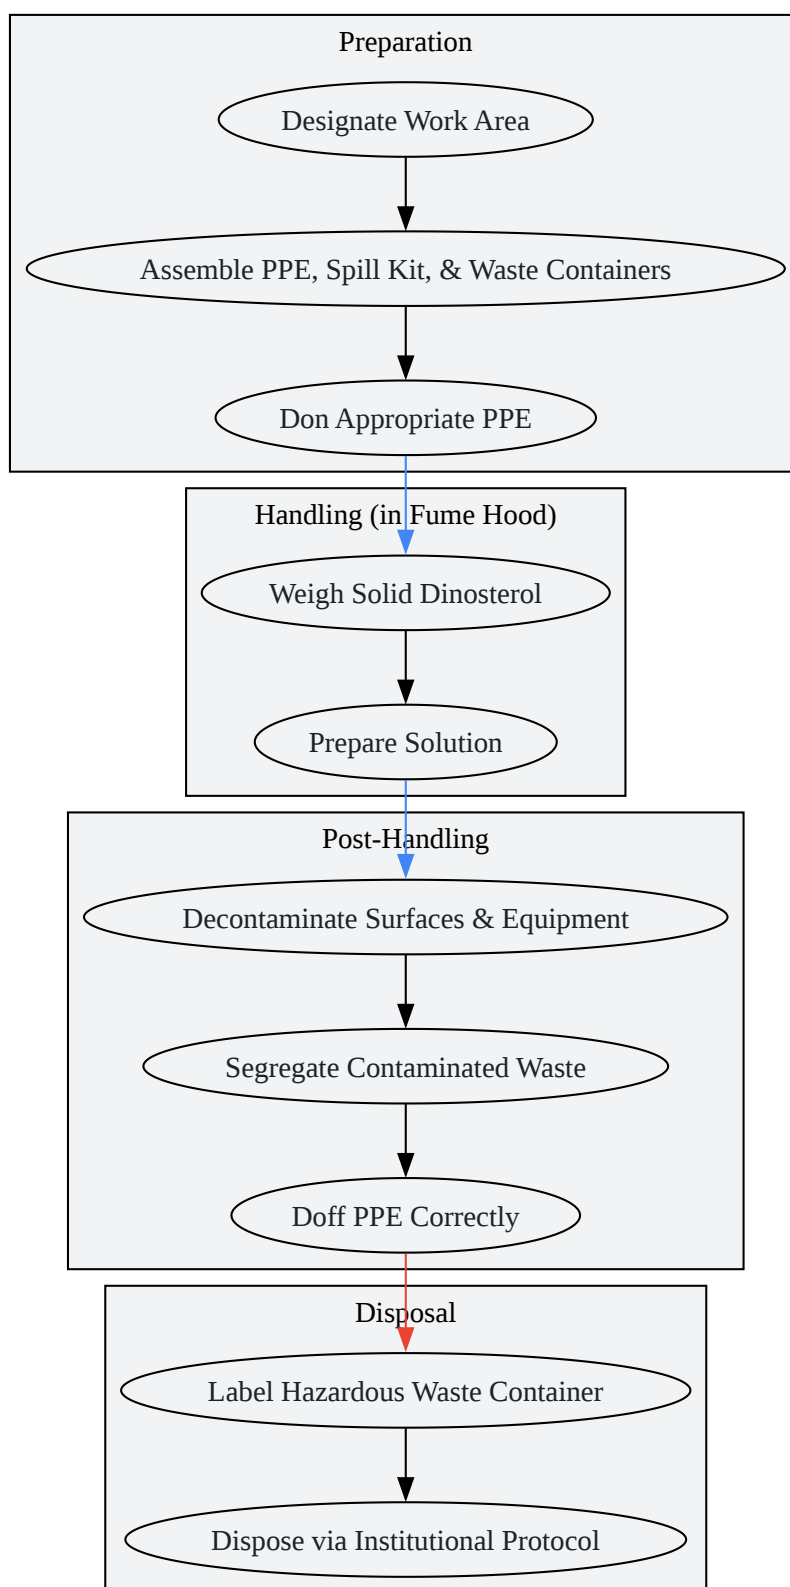 Preparation
Designate Work Area
Assemble PPE, Spill Kit, & Waste Containers
Don Appropriate PPE
Handling (in Fume Hood)
Weigh Solid Dinosterol
Prepare Solution
Post-Handling
Decontaminate Surfaces & Equipment
Segregate Contaminated Waste
Doff PPE Correctly
Disposal
Label Hazardous Waste Container
Dispose via Institutional Protocol